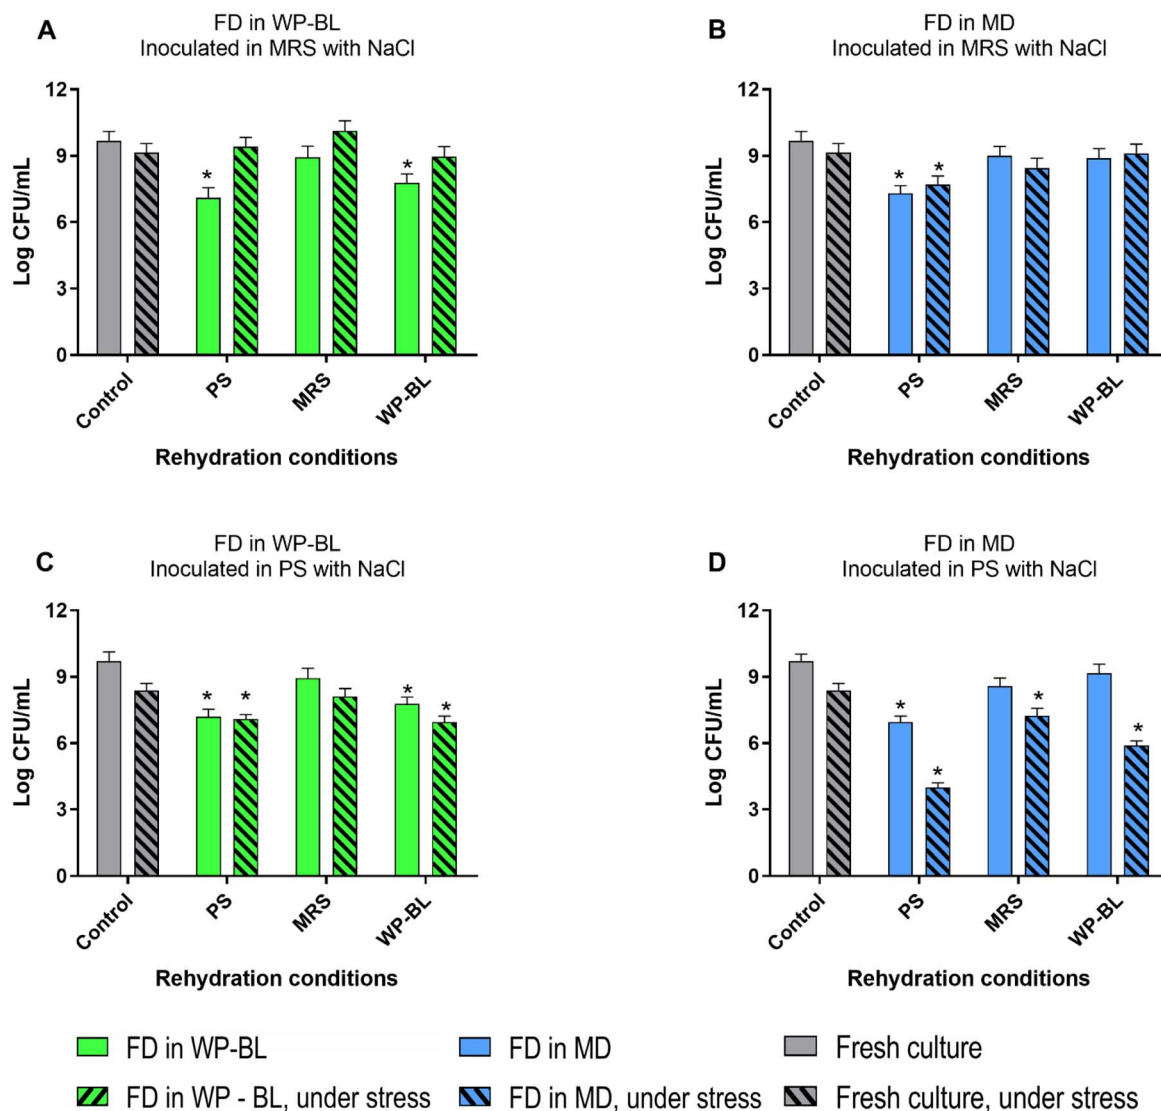 A
FD in WP-BL
Inoculated in MRS with NaCl
12
9
6
3
0
Log CFU/mL
*
*
Control
PS
MRS
WP-BL
Rehydration conditions
B
FD in MD
Inoculated in MRS with NaCl
12
9
6
3
0
Log CFU/mL
*
*
Control
PS
MRS
WP-BL
Rehydration conditions
C
FD in WP-BL
Inoculated in PS with NaCl
12
9
6
3
0
Log CFU/mL
*
*
*
*
Control
PS
MRS
WP-BL
Rehydration conditions
D
FD in MD
Inoculated in PS with NaCl
12
9
6
3
0
Log CFU/mL
*
*
*
*
Control
PS
MRS
WP-BL
Rehydration conditions
FD in WP-BL
FD in MD
Fresh culture
FD in WP - BL, under stress
FD in MD, under stress
Fresh culture, under stress